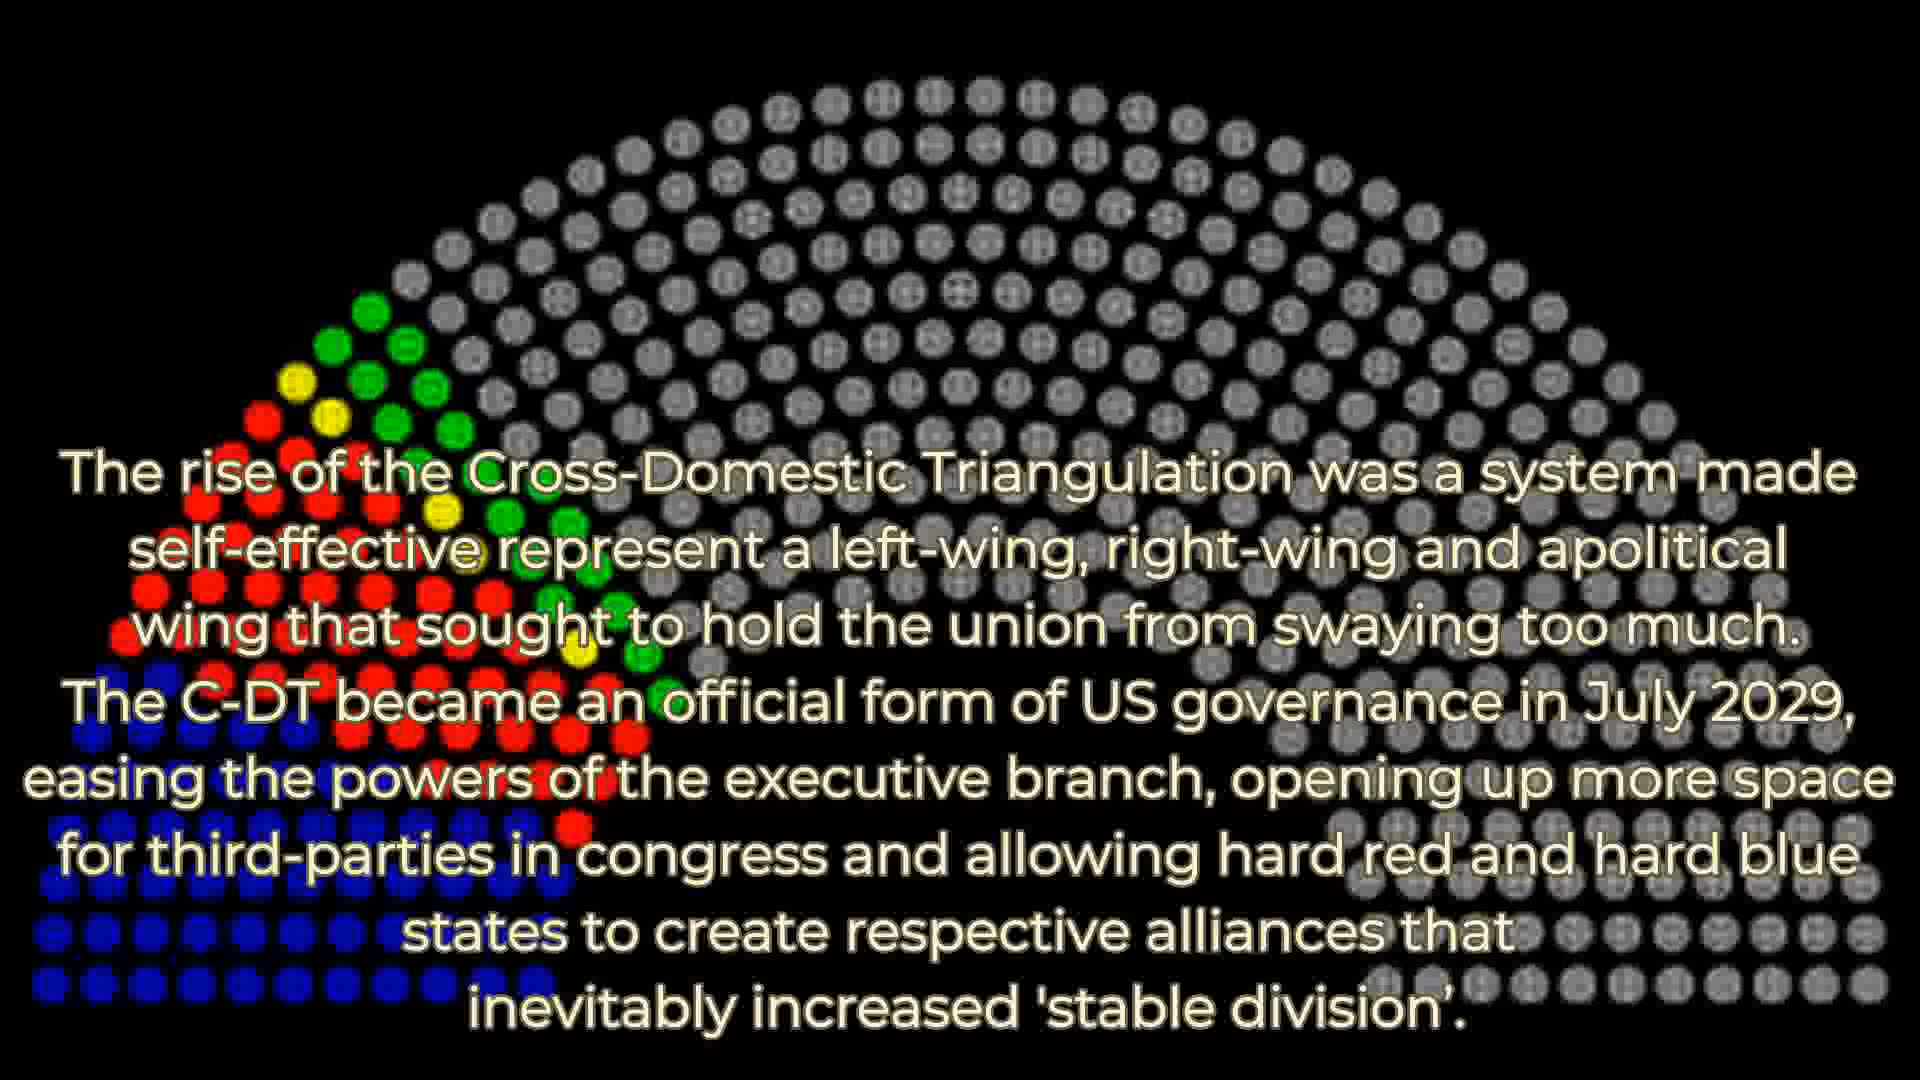 The rise of the Cross-Domestic Triangulation was a system made
self-effective represent a left-wing, right-wing and apolitical
wing that sought to hold the union from swaying too much.
The C-DT became an official form of US governance in July 2029,
easing the powers of the executive branch, opening up more space
for third-parties in congress and allowing hard red and hard blue
states to create respective alliances that
inevitably increased 'stable division’.